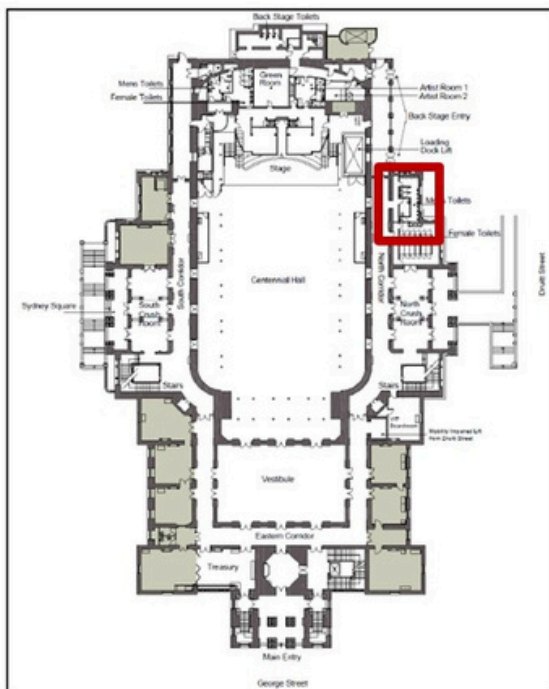 Back Stage Toilets
Mens Toilets
Green
Room
Female Toilets
Artist Room 1
Artist Room 2
Back Stage Entry
Loading
Dock Lift
Stage
Mens Toilets
Female Toilets
South Corridor
Centennial Hall
North Corridor
Druitt Street
Sydney Square
South
Crush
Room
North
Crush
Room
Stairs
Stairs
Vestibule
Eastern Corridor
Treasury
Main Entry
George Street